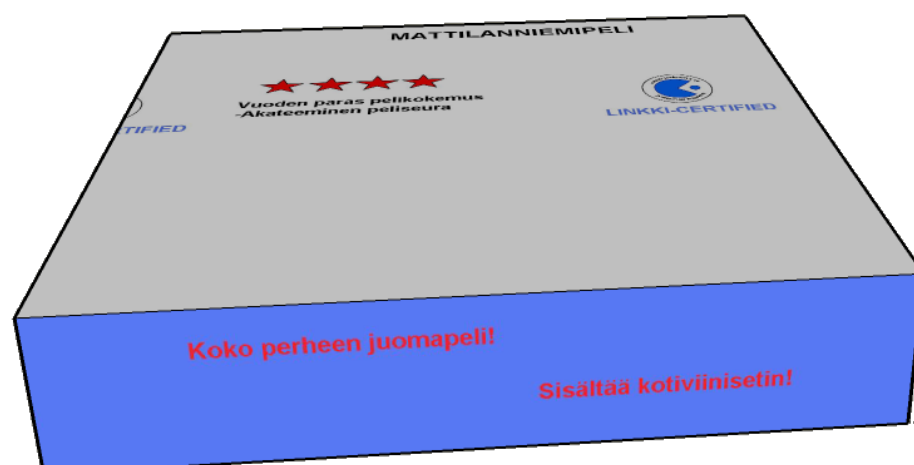 MATTILANNIEMIPELI
Vuoden paras pelikokemus
-Akateeminen peliseura
LINKKI-CERTIFIED
TIFIED
Koko perheen juomapeli!
Sisältää kotiviinisetin!